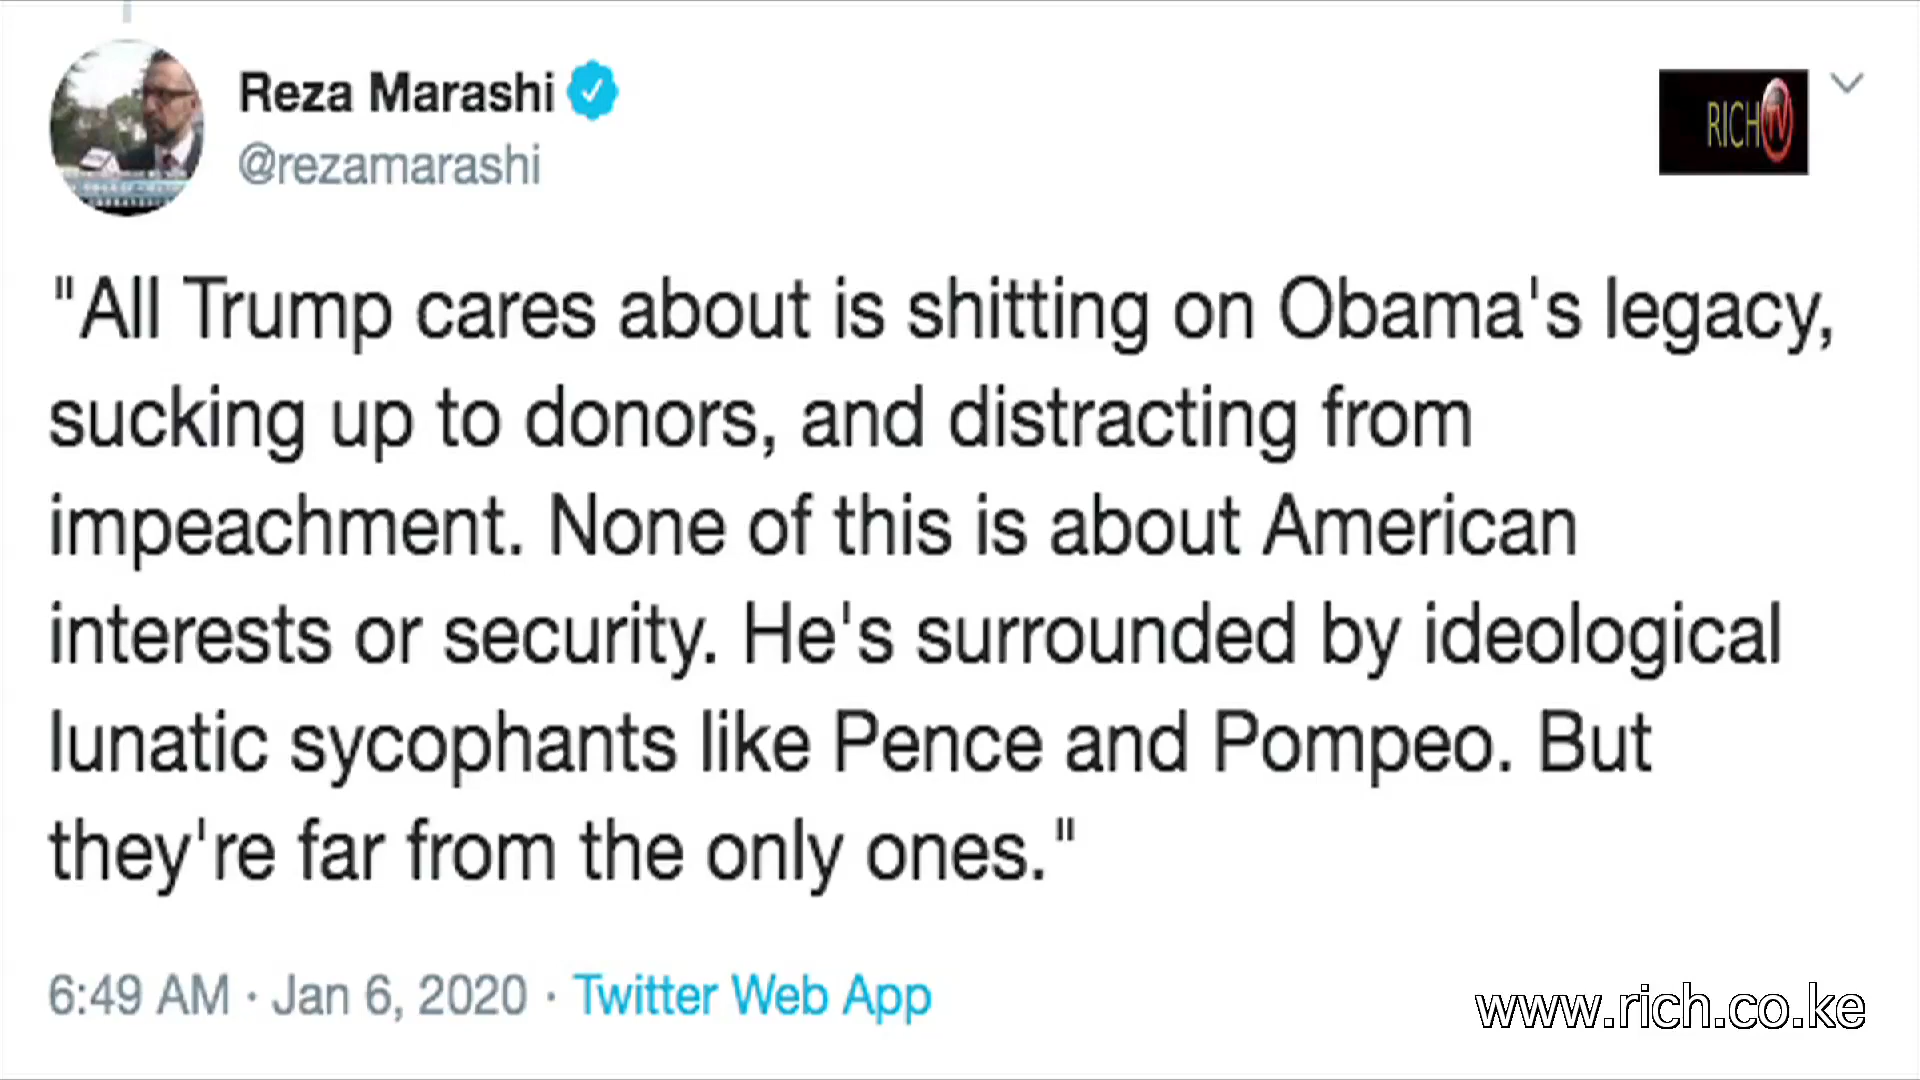 Reza Marashi
@rezamarashi
RICH TV
"All Trump cares about is shitting on Obama's legacy,
sucking up to donors, and distracting from
impeachment. None of this is about American
interests or security. He's surrounded by ideological
lunatic sycophants like Pence and Pompeo. But
they're far from the only ones."
6:49 AM · Jan 6, 2020 · Twitter Web App
www.rich.co.ke